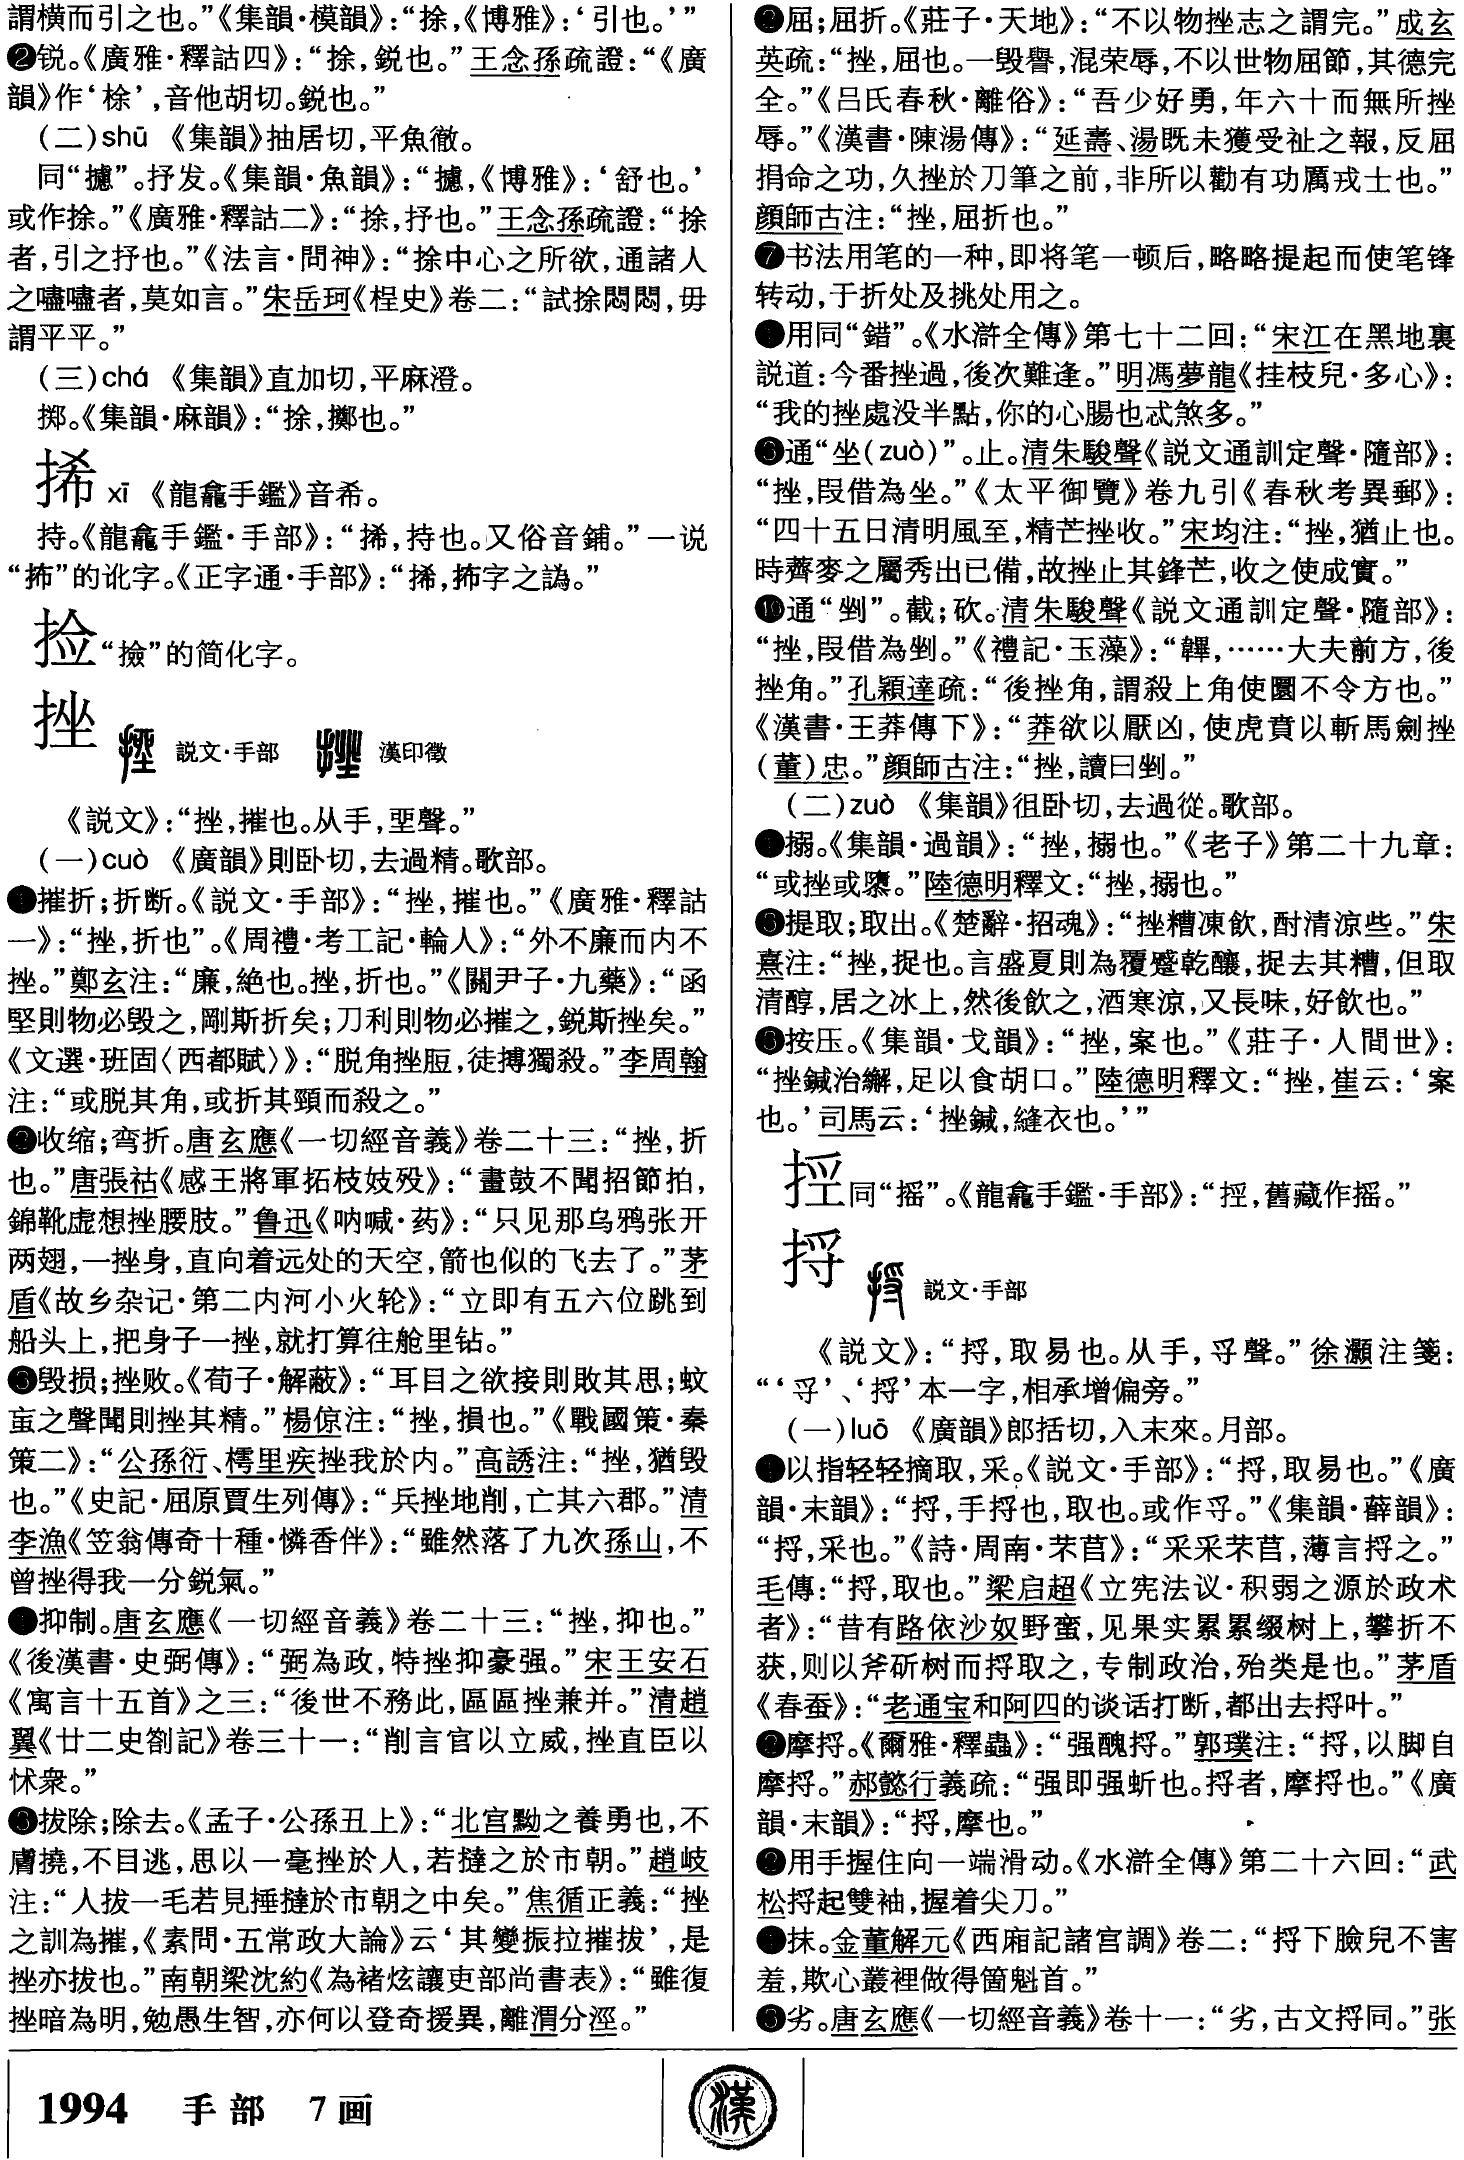 謂橫而引之也。”《集韻·模韻》：“捈，《博雅》：‘引也。’”
❷锐。《廣雅·釋詁四》：“捈，鋭也。”王念孫疏證：“《廣
韻》作‘㭨’，音他胡切。鋭也。”
（二）shū 《集韻》抽居切，平魚徹。
同“攄”。抒发。《集韻·魚韻》：“攄，《博雅》：‘舒也。’
或作捈。”《廣雅·釋詁二》：“捈，抒也。”王念孫疏證：“捈
者，引之抒也。”《法言·問神》：“捈中心之所欲，通諸人
之嚍嚍者，莫如言。”朱岳珂《桯史》卷二：“試捈悶悶，毋
謂平平。”
（三）chá 《集韻》直加切，平麻澄。
掷。《集韻·麻韻》：“捈，擲也。”
㧪 xī 《龍龕手鑑》音希。
持。《龍龕手鑑·手部》：“㧪，持也。又俗音鋪。”一说
“抪”的讹字。《正字通·手部》：“㧪，抪字之譌。”
捡“撿”的简化字。
挫 説文·手部 漢印徵
《説文》：“挫，摧也。从手，坐聲。”
（一）cuò 《廣韻》則卧切，去過精。歌部。
❶摧折；折断。《説文·手部》：“挫，摧也。”《廣雅·釋詁
一》：“挫，折也”。《周禮·考工記·輪人》：“外不廉而内不
挫。”鄭玄注：“廉，絶也。挫，折也。”《關尹子·九藥》：“函
堅則物必毁之，剛斯折矣；刀利則物必摧之，鋭斯挫矣。”
《文選·班固〈西都賦〉》：“脱角挫脰，徒搏獨殺。”李周翰
注：“或脱其角，或折其頸而殺之。”
❷收缩；弯折。唐玄應《一切經音義》卷二十三：“挫，折
也。”唐張祜《感王將軍拓枝妓殁》：“畫鼓不聞招節拍，
錦靴虚想挫腰肢。”鲁迅《呐喊·药》：“只见那乌鸦张开
两翅，一挫身，直向着远处的天空，箭也似的飞去了。”茅
盾《故乡杂记·第二内河小火轮》：“立即有五六位跳到
船头上，把身子一挫，就打算往舱里钻。”
❸毁损；挫败。《荀子·解蔽》：“耳目之欲接則敗其思；蚊
䖟之聲聞則挫其精。”楊倞注：“挫，損也。”《戰國策·秦
策二》：“公孫衍、樗里疾挫我於内。”高誘注：“挫，猶毁
也。”《史記·屈原賈生列傳》：“兵挫地削，亡其六郡。”清
李漁《笠翁傳奇十種·憐香伴》：“雖然落了九次孫山，不
曾挫得我一分鋭氣。”
❹抑制。唐玄應《一切經音義》卷二十三：“挫，抑也。”
《後漢書·史弼傳》：“弼為政，特挫抑豪强。”宋王安石
《寓言十五首》之三：“後世不務此，區區挫兼并。”清趙
翼《廿二史劄記》卷三十一：“削言官以立威，挫直臣以
怵衆。”
❺拔除；除去。《孟子·公孫丑上》：“北宫黝之養勇也，不
膚撓，不目逃，思以一毫挫於人，若撻之於市朝。”趙岐
注：“人拔一毛若見捶撻於市朝之中矣。”焦循正義：“挫
之訓為摧，《素問·五常政大論》云‘其變振拉摧拔’，是
挫亦拔也。”南朝梁沈約《為褚炫讓吏部尚書表》：“雖復
挫暗為明，勉愚生智，亦何以登奇援異，離渭分涇。”
❻屈；屈折。《莊子·天地》：“不以物挫志之謂完。”成玄
英疏：“挫，屈也。一毁譽，混荣辱，不以世物屈節，其德完
全。”《吕氏春秋·離俗》：“吾少好勇，年六十而無所挫
辱。”《漢書·陳湯傳》：“延壽、湯既未獲受祉之報，反屈
捐命之功，久挫於刀筆之前，非所以勸有功厲戎士也。”
顔師古注：“挫，屈折也。”
❼书法用笔的一种，即将笔一顿后，略略提起而使笔锋
转动，于折处及挑处用之。
❽用同“錯”。《水滸全傳》第七十二回：“宋江在黑地裏
説道：今番挫過，後次難逢。”明馮夢龍《挂枝兒·多心》：
“我的挫處没半點，你的心腸也忒煞多。”
❾通“坐（zuò）”。止。清朱駿聲《説文通訓定聲·隨部》：
“挫，叚借為坐。”《太平御覽》卷九引《春秋考異郵》：
“四十五日清明風至，精芒挫收。”宋均注：“挫，猶止也。
時薺麥之屬秀出已備，故挫止其鋒芒，收之使成實。”
❿通“剉”。截；砍。清朱駿聲《説文通訓定聲·隨部》：
“挫，叚借為剉。”《禮記·玉藻》：“韠，……大夫前方，後
挫角。”孔穎達疏：“後挫角，謂殺上角使圜不令方也。”
《漢書·王莽傳下》：“莽欲以厭凶，使虎賁以斬馬劍挫
（董）忠。”顔師古注：“挫，讀曰剉。”
（二）zuò 《集韻》徂卧切，去過從。歌部。
❶搦。《集韻·過韻》：“挫，搦也。”《老子》第二十九章：
“或挫或隳。”陸德明釋文：“挫，搦也。”
❷提取；取出。《楚辭·招魂》：“挫糟凍飲，酎清涼些。”宋
熹注：“挫，捉也。言盛夏則為覆蹙乾釀，捉去其糟，但取
清醇，居之冰上，然後飲之，酒寒涼，又長味，好飲也。”
❸按压。《集韻·戈韻》：“挫，案也。”《莊子·人間世》：
“挫鍼治繲，足以食胡口。”陸德明釋文：“挫，崔云：‘案
也。’司馬云：‘挫鍼，縫衣也。’”
㧢同“摇”。《龍龕手鑑·手部》：“㧢，舊藏作摇。”
捋 説文·手部
《説文》：“捋，取易也。从手，寽聲。”徐灝注箋：
“‘寽’、‘捋’本一字，相承增偏旁。”
（一）luō 《廣韻》郎括切，入末來。月部。
❶以指轻轻摘取，采。《説文·手部》：“捋，取易也。”《廣
韻·末韻》：“捋，手捋也，取也。或作寽。”《集韻·薛韻》：
“捋，采也。”《詩·周南·芣苢》：“采采芣苢，薄言捋之。”
毛傳：“捋，取也。”梁启超《立宪法议·积弱之源於政术
者》：“昔有路依沙奴野蛮，见果实累累缀树上，攀折不
获，则以斧斫树而捋取之，专制政治，殆类是也。”茅盾
《春蚕》：“老通宝和阿四的谈话打断，都出去捋叶。”
❷摩捋。《爾雅·釋蟲》：“强醜捋。”郭璞注：“捋，以脚自
摩捋。”郝懿行義疏：“强即强蚚也。捋者，摩捋也。”《廣
韻·末韻》：“捋，摩也。”
❸用手握住向一端滑动。《水滸全傳》第二十六回：“武
松捋起雙袖，握着尖刀。”
❹抹。金董解元《西廂記諸宫調》卷二：“捋下臉兒不害
羞，欺心叢裡做得箇魁首。”
❺劣。唐玄應《一切經音義》卷十一：“劣，古文捋同。”张
1994 手部 7画
漢